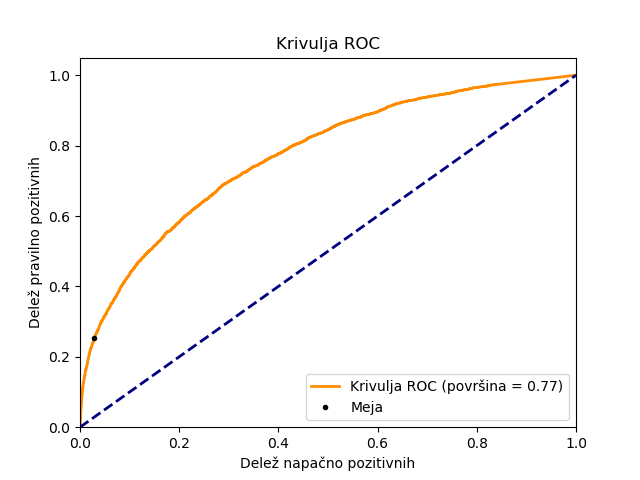 Krivulja ROC
Delež pravilno pozitivnih
1.0
0.8
0.6
0.4
0.2
0.0
Krivulja ROC (površina = 0.77)
Meja
0.0 0.2 0.4 0.6 0.8 1.0
Delež napačno pozitivnih